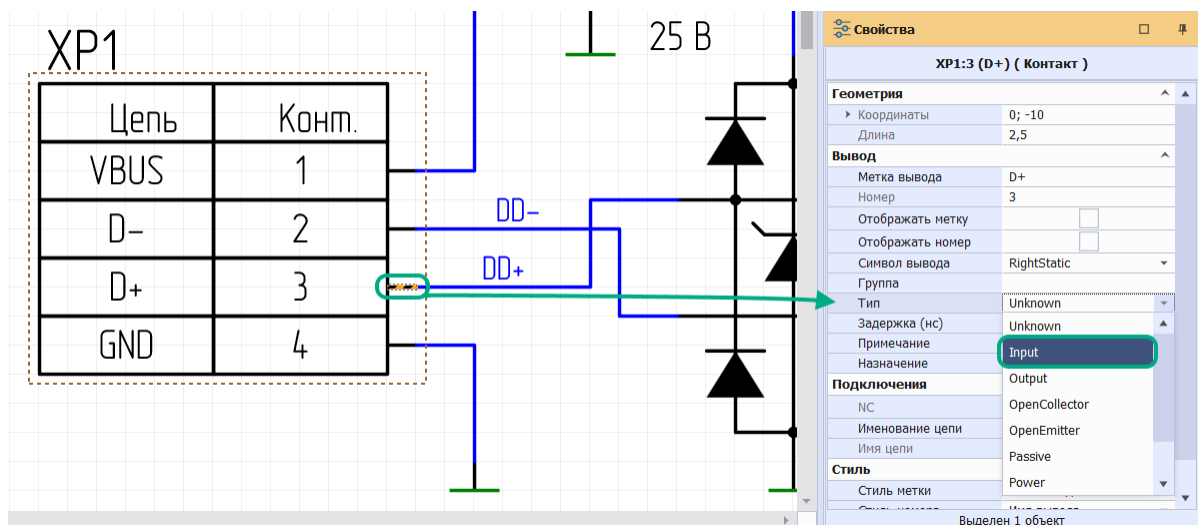 XP1
Цепь Конт.
VBUS 1
D- 2
D+ 3
GND 4
DD-
DD+
25 В
Свойства
XP1:3 (D+) ( Контакт )
Геометрия
Координаты 0; -10
Длина 2,5
Вывод
Метка вывода D+
Номер 3
Отображать метку
Отображать номер
Символ вывода RightStatic
Группа
Тип Unknown
Задержка (нс) Unknown
Примечание Input
Назначение Output
Подключения OpenCollector
NC
Именование цепи OpenEmitter
Имя цепи Passive
Стиль
Стиль метки Power
Выделен 1 объект